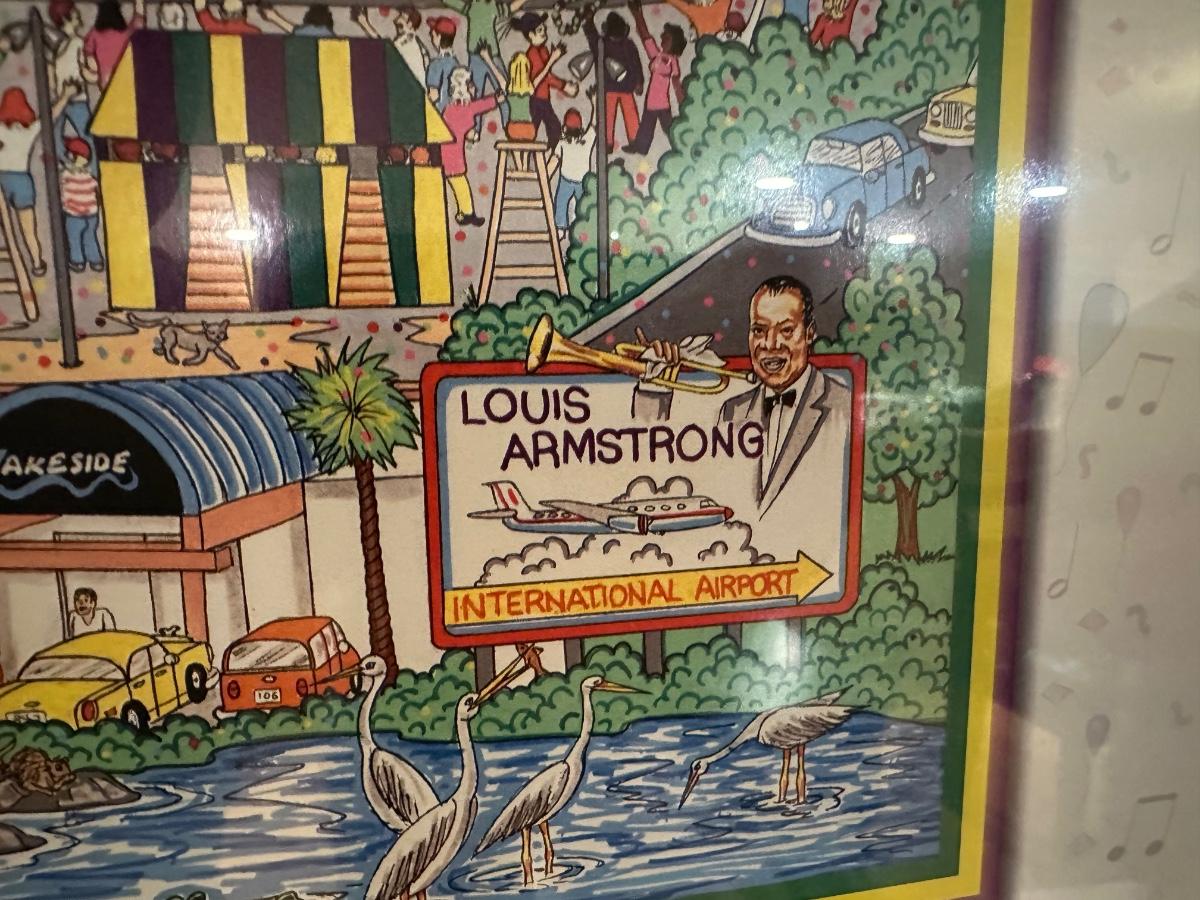 LOUIS
ARMSTRONG
AKESIDE
INTERNATIONAL AIRPORT
106